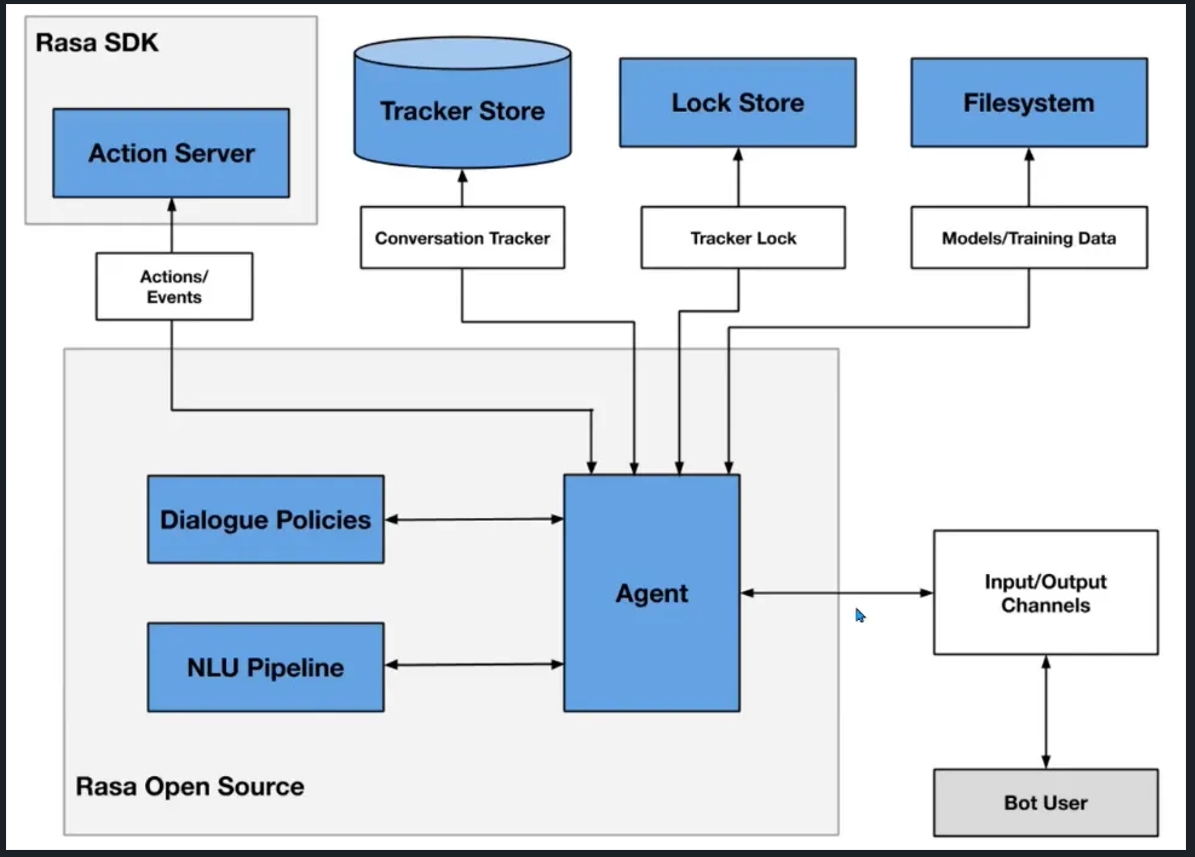 Rasa SDK
Action Server
Tracker Store
Lock Store
Filesystem
Actions/
Events
Conversation Tracker
Tracker Lock
Models/Training Data
Dialogue Policies
NLU Pipeline
Agent
Input/Output
Channels
Rasa Open Source
Bot User